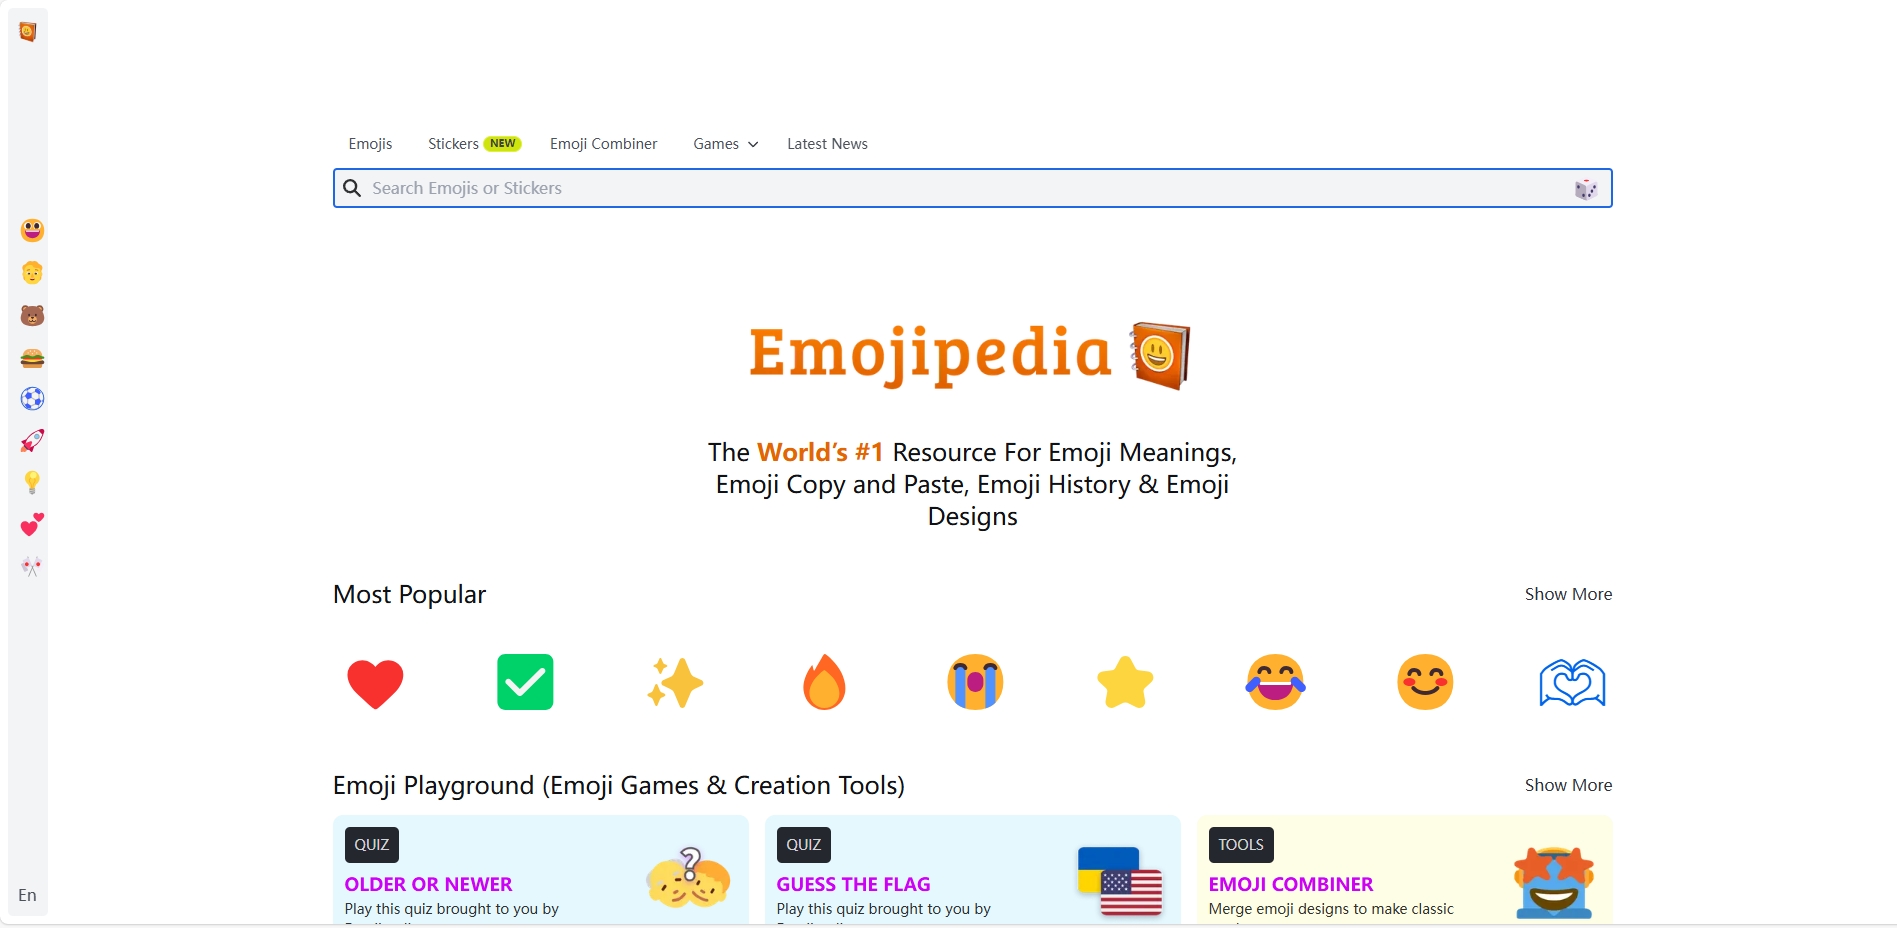 Emojis Stickers NEW Emoji Combiner Games Latest News
Search Emojis or Stickers
Emojipedia
The World's #1 Resource For Emoji Meanings,
Emoji Copy and Paste, Emoji History & Emoji
Designs
Most Popular Show More
Emoji Playground (Emoji Games & Creation Tools) Show More
QUIZ
OLDER OR NEWER
Play this quiz brought to you by
QUIZ
GUESS THE FLAG
Play this quiz brought to you by
TOOLS
EMOJI COMBINER
Merge emoji designs to make classic
En